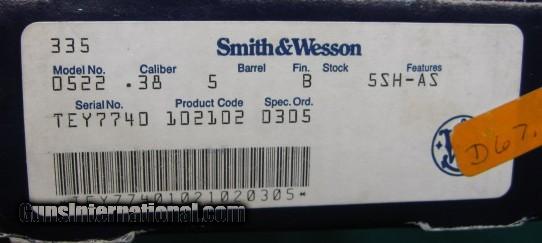 335
Smith & Wesson
Model No. Caliber Barrel Fin. Stock Features
0522 .38 5 B 5SH-AS
Serial No. Product Code Spec. Ord.
TEY7740 102102 0305
TEY77401021020305*
D67.
GunsInternational.com